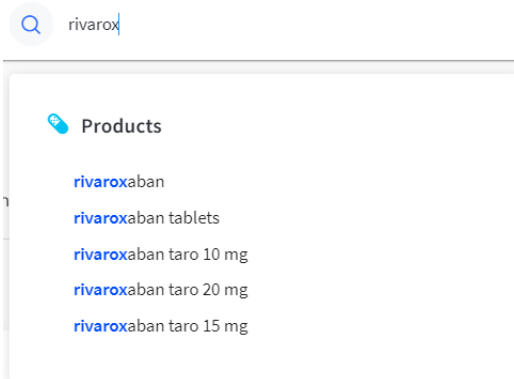 rivarox
Products
rivaroxaban
rivaroxaban tablets
rivaroxaban taro 10 mg
rivaroxaban taro 20 mg
rivaroxaban taro 15 mg